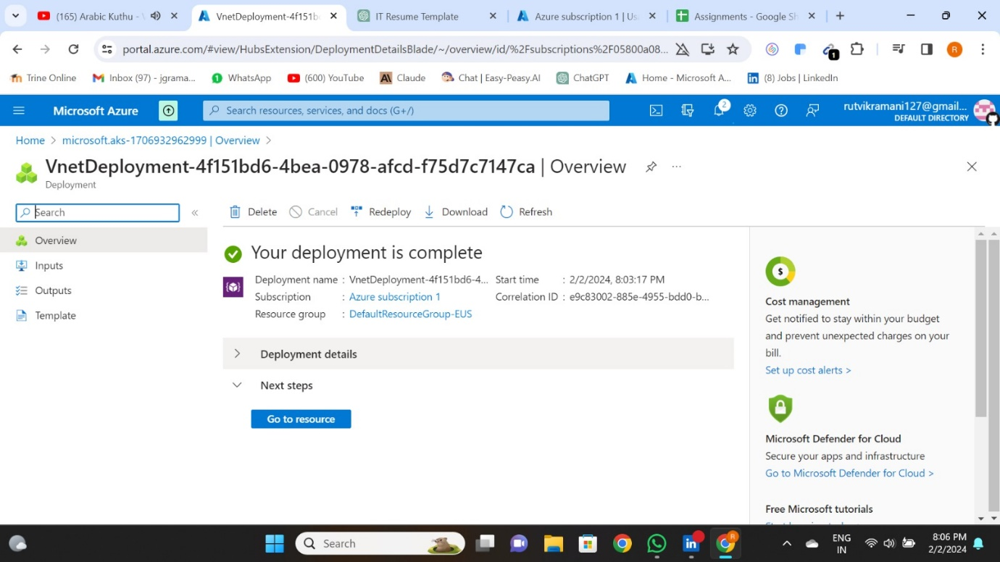 (165) Arabic Kuthu -
VnetDeployment-4f151b
IT Resume Template
Azure subscription 1 | Us
Assignments - Google Sh
portal.azure.com/#view/HubsExtension/DeploymentDetailsBlade/~/overview/id/%2Fsubscriptions%2F05800a08...
1
R
Trine Online
Inbox (97) - jgrama...
WhatsApp
(600) YouTube
Claude
Chat | Easy-Peasy.AI
ChatGPT
Home - Microsoft A...
(8) Jobs | LinkedIn
Microsoft Azure
Search resources, services, and docs (G+/)
2
rutvikramani127@gmail...
DEFAULT DIRECTORY
Home > microsoft.aks-1706932962999 | Overview >
VnetDeployment-4f151bd6-4bea-0978-afcd-f75d7c7147ca | Overview
...
Deployment
Search
«
Delete
Cancel
Redeploy
Download
Refresh
Overview
Inputs
Outputs
Template
Your deployment is complete
Deployment name : VnetDeployment-4f151bd6-4...
Subscription : Azure subscription 1
Resource group : DefaultResourceGroup-EUS
Start time : 2/2/2024, 8:03:17 PM
Correlation ID : e9c83002-885e-4955-bdd0-b...
Deployment details
Next steps
Go to resource
Cost management
Get notified to stay within your budget
and prevent unexpected charges on your
bill.
Set up cost alerts >
Microsoft Defender for Cloud
Secure your apps and infrastructure
Go to Microsoft Defender for Cloud >
Free Microsoft tutorials
Search
ENG
IN
8:06 PM
2/2/2024